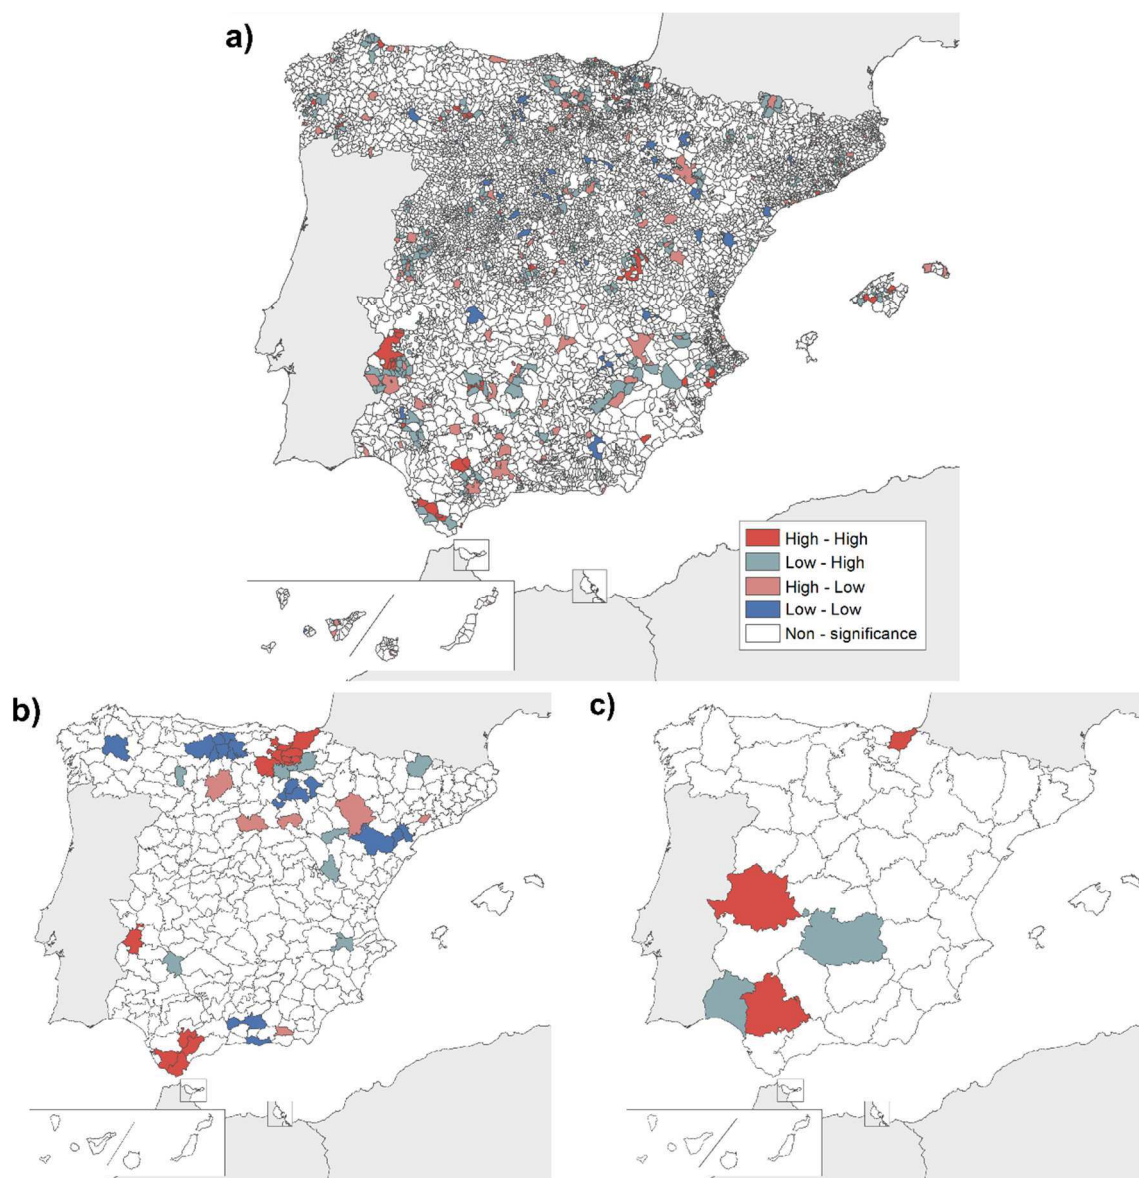 a)
High - High
Low - High
High - Low
Low - Low
Non - significance
b)
c)